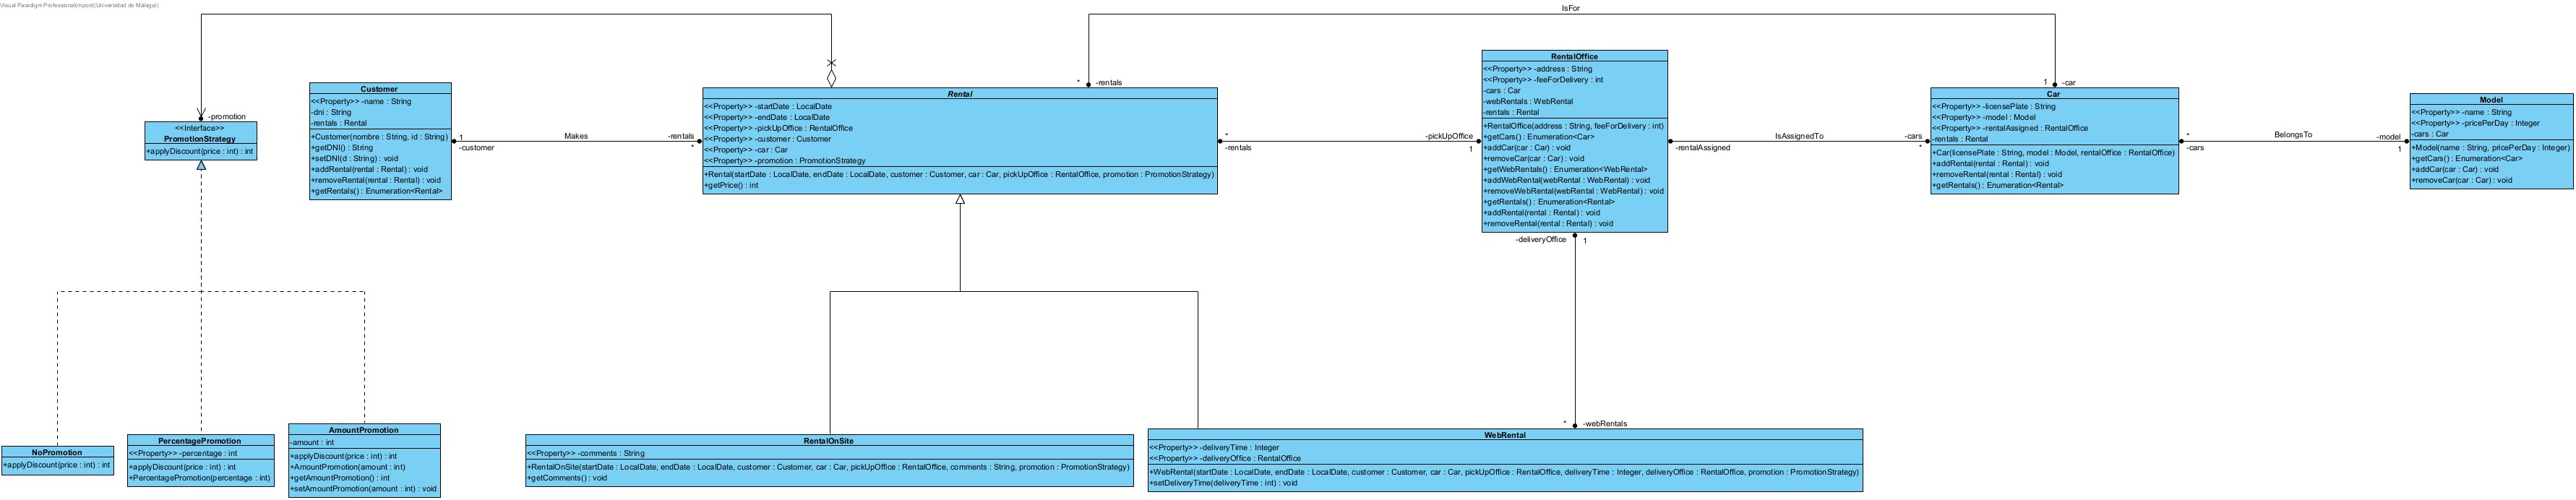 Visual Paradigm Professional(mpord(Universidad de Málaga))
IsFor
-promotion
<<Interface>>
PromotionStrategy
+applyDiscount(price : int) : int
Customer
<<Property>> -name : String
-dni : String
-rentals : Rental
+Customer(nombre : String, id : String)
+getDNI() : String
+setDNI(d : String) : void
+addRental(rental : Rental) : void
+removeRental(rental : Rental) : void
+getRentals() : Enumeration<Rental>
1
-customer
Makes
-rentals
*
* -rentals
Rental
<<Property>> -startDate : LocalDate
<<Property>> -endDate : LocalDate
<<Property>> -pickUpOffice : RentalOffice
<<Property>> -customer : Customer
<<Property>> -car : Car
<<Property>> -promotion : PromotionStrategy
+Rental(startDate : LocalDate, endDate : LocalDate, customer : Customer, car : Car, pickUpOffice : RentalOffice, promotion : PromotionStrategy)
+getPrice() : int
*
-rentals
-pickUpOffice
1
RentalOffice
<<Property>> -address : String
<<Property>> -feeForDelivery : int
-cars : Car
-webRentals : WebRental
-rentals : Rental
+RentalOffice(address : String, feeForDelivery : int)
+getCars() : Enumeration<Car>
+addCar(car : Car) : void
+removeCar(car : Car) : void
+getWebRentals() : Enumeration<WebRental>
+addWebRental(webRental : WebRental) : void
+removeWebRental(webRental : WebRental) : void
+getRentals() : Enumeration<Rental>
+addRental(rental : Rental) : void
+removeRental(rental : Rental) : void
-deliveryOffice 1
-rentalAssigned
IsAssignedTo
-cars
*
1 -car
Car
<<Property>> -licensePlate : String
<<Property>> -model : Model
<<Property>> -rentalAssigned : RentalOffice
-rentals : Rental
+Car(licensePlate : String, model : Model, rentalOffice : RentalOffice)
+addRental(rental : Rental) : void
+removeRental(rental : Rental) : void
+getRentals() : Enumeration<Rental>
*
-cars
BelongsTo
-model
1
Model
<<Property>> -name : String
<<Property>> -pricePerDay : Integer
-cars : Car
+Model(name : String, pricePerDay : Integer)
+getCars() : Enumeration<Car>
+addCar(car : Car) : void
+removeCar(car : Car) : void
NoPromotion
+applyDiscount(price : int) : int
PercentagePromotion
<<Property>> -percentage : int
+applyDiscount(price : int) : int
+PercentagePromotion(percentage : int)
AmountPromotion
-amount : int
+applyDiscount(price : int) : int
+AmountPromotion(amount : int)
+getAmountPromotion() : int
+setAmountPromotion(amount : int) : void
RentalOnSite
<<Property>> -comments : String
+RentalOnSite(startDate : LocalDate, endDate : LocalDate, customer : Customer, car : Car, pickUpOffice : RentalOffice, comments : String, promotion : PromotionStrategy)
+getComments() : void
* -webRentals
WebRental
<<Property>> -deliveryTime : Integer
<<Property>> -deliveryOffice : RentalOffice
+WebRental(startDate : LocalDate, endDate : LocalDate, customer : Customer, car : Car, pickUpOffice : RentalOffice, deliveryTime : Integer, deliveryOffice : RentalOffice, promotion : PromotionStrategy)
+setDeliveryTime(deliveryTime : int) : void